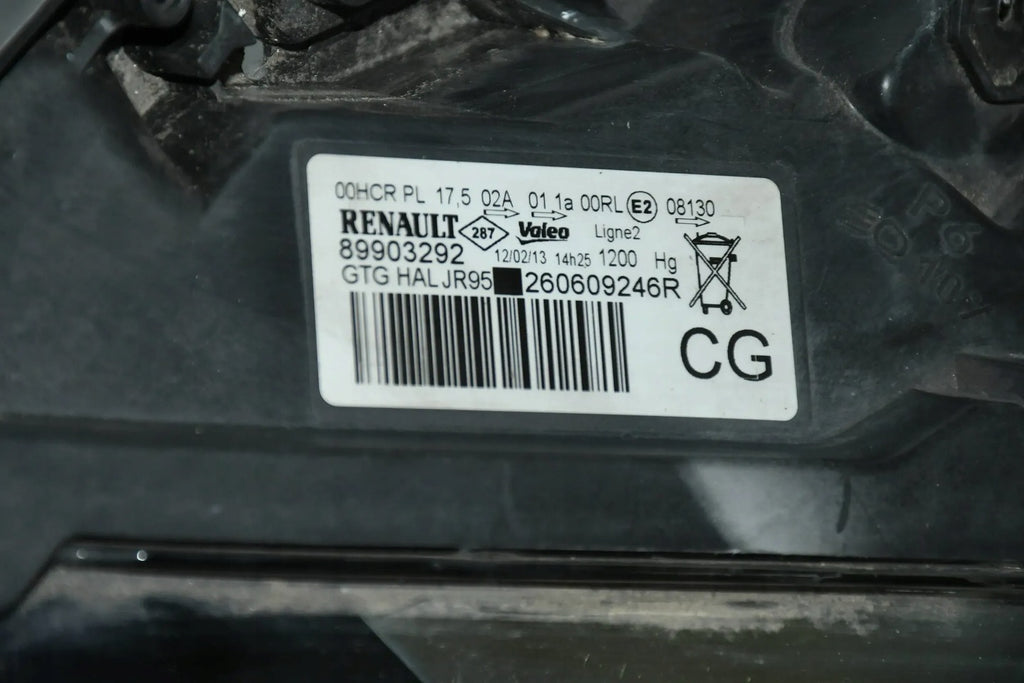 00HCR PL 17,5 02A 01 1a 00RL E2 08130
RENAULT 287 Valeo Ligne2
89903292 12/02/13 14h25 1200 Hg
GTG HAL JR95 260609246R
CG